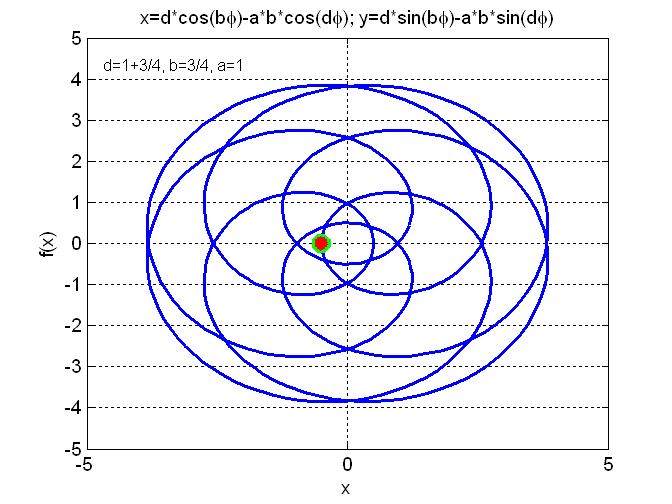 x=d*cos(bϕ)-a*b*cos(dϕ); y=d*sin(bϕ)-a*b*sin(dϕ)
5
d=1+3/4, b=3/4, a=1
4
3
2
1
f(x)
0
-1
-2
-3
-4
-5
-5 0 5
x